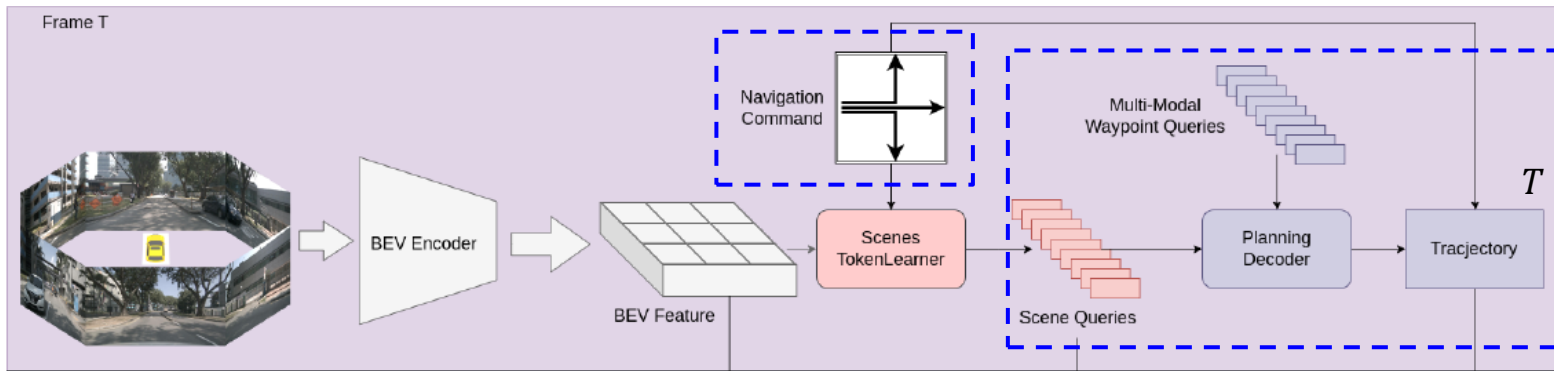 Frame T
Navigation
Command
Multi-Modal
Waypoint Queries
T
BEV Encoder
Scenes
TokenLearner
Planning
Decoder
Tracjectory
BEV Feature
Scene Queries